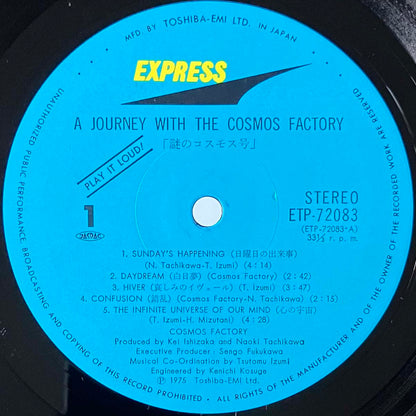 MFD BY TOSHIBA-EMI LTD. IN JAPAN
EXPRESS
A JOURNEY WITH THE COSMOS FACTORY
「謎のコスモス号」
PLAY IT LOUD!
1
STEREO
ETP-72083
(ETP-72083-A)
33⅓ r. p. m.
1. SUNDAY'S HAPPENING (日曜日の出来事)
(N. Tachikawa-T. Izumi) (4:14)
2. DAYDREAM (白日夢) (Cosmos Factory) (2:42)
3. HIVER (哀しみのイヴェール) (T. Izumi) (3:47)
4. CONFUSION (錯乱) (Cosmos Factory-N. Tachikawa) (2:15)
5. THE INFINITE UNIVERSE OF OUR MIND (心の宇宙)
(T. Izumi-H. Mizutani) (4:26)
COSMOS FACTORY
Produced by Kei Ishizaka and Naoki Tachikawa
Executive Producer : Sengo Fukukawa
Musical Co-ordination by Tsutomu Izumi
Engineered by Kenichi Kosuge
Ⓟ 1975 Toshiba-EMI Ltd.
UNAUTHORIZED PUBLIC PERFORMANCE, BROADCASTING AND COPYING OF THIS RECORD PROHIBITED · ALL RIGHTS OF THE MANUFACTURER AND OF THE OWNER OF THE RECORDED WORK ARE RESERVED